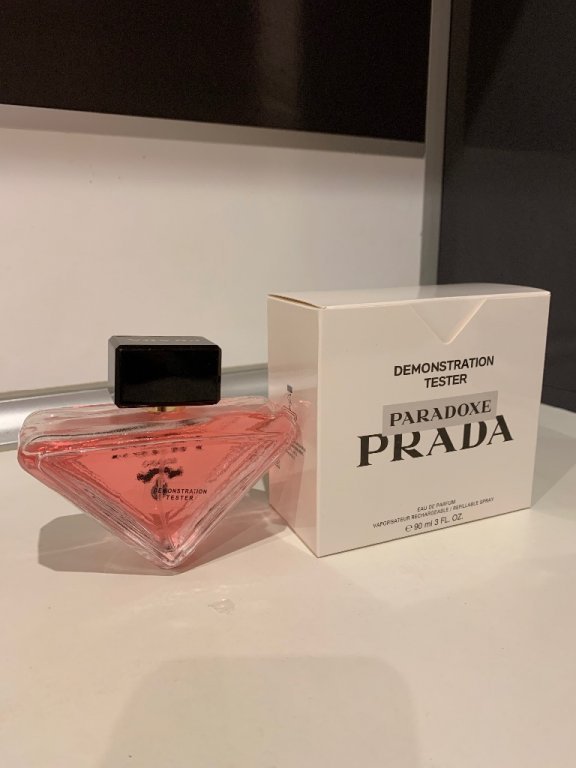 DEMONSTRATION
TESTER
PARADOXE
PRADA
EAU DE PARFUM
VAPORISATEUR RECHARGEABLE / REFILLABLE SPRAY
℮ 90 ml 3 FL. OZ.
DEMONSTRATION
TESTER